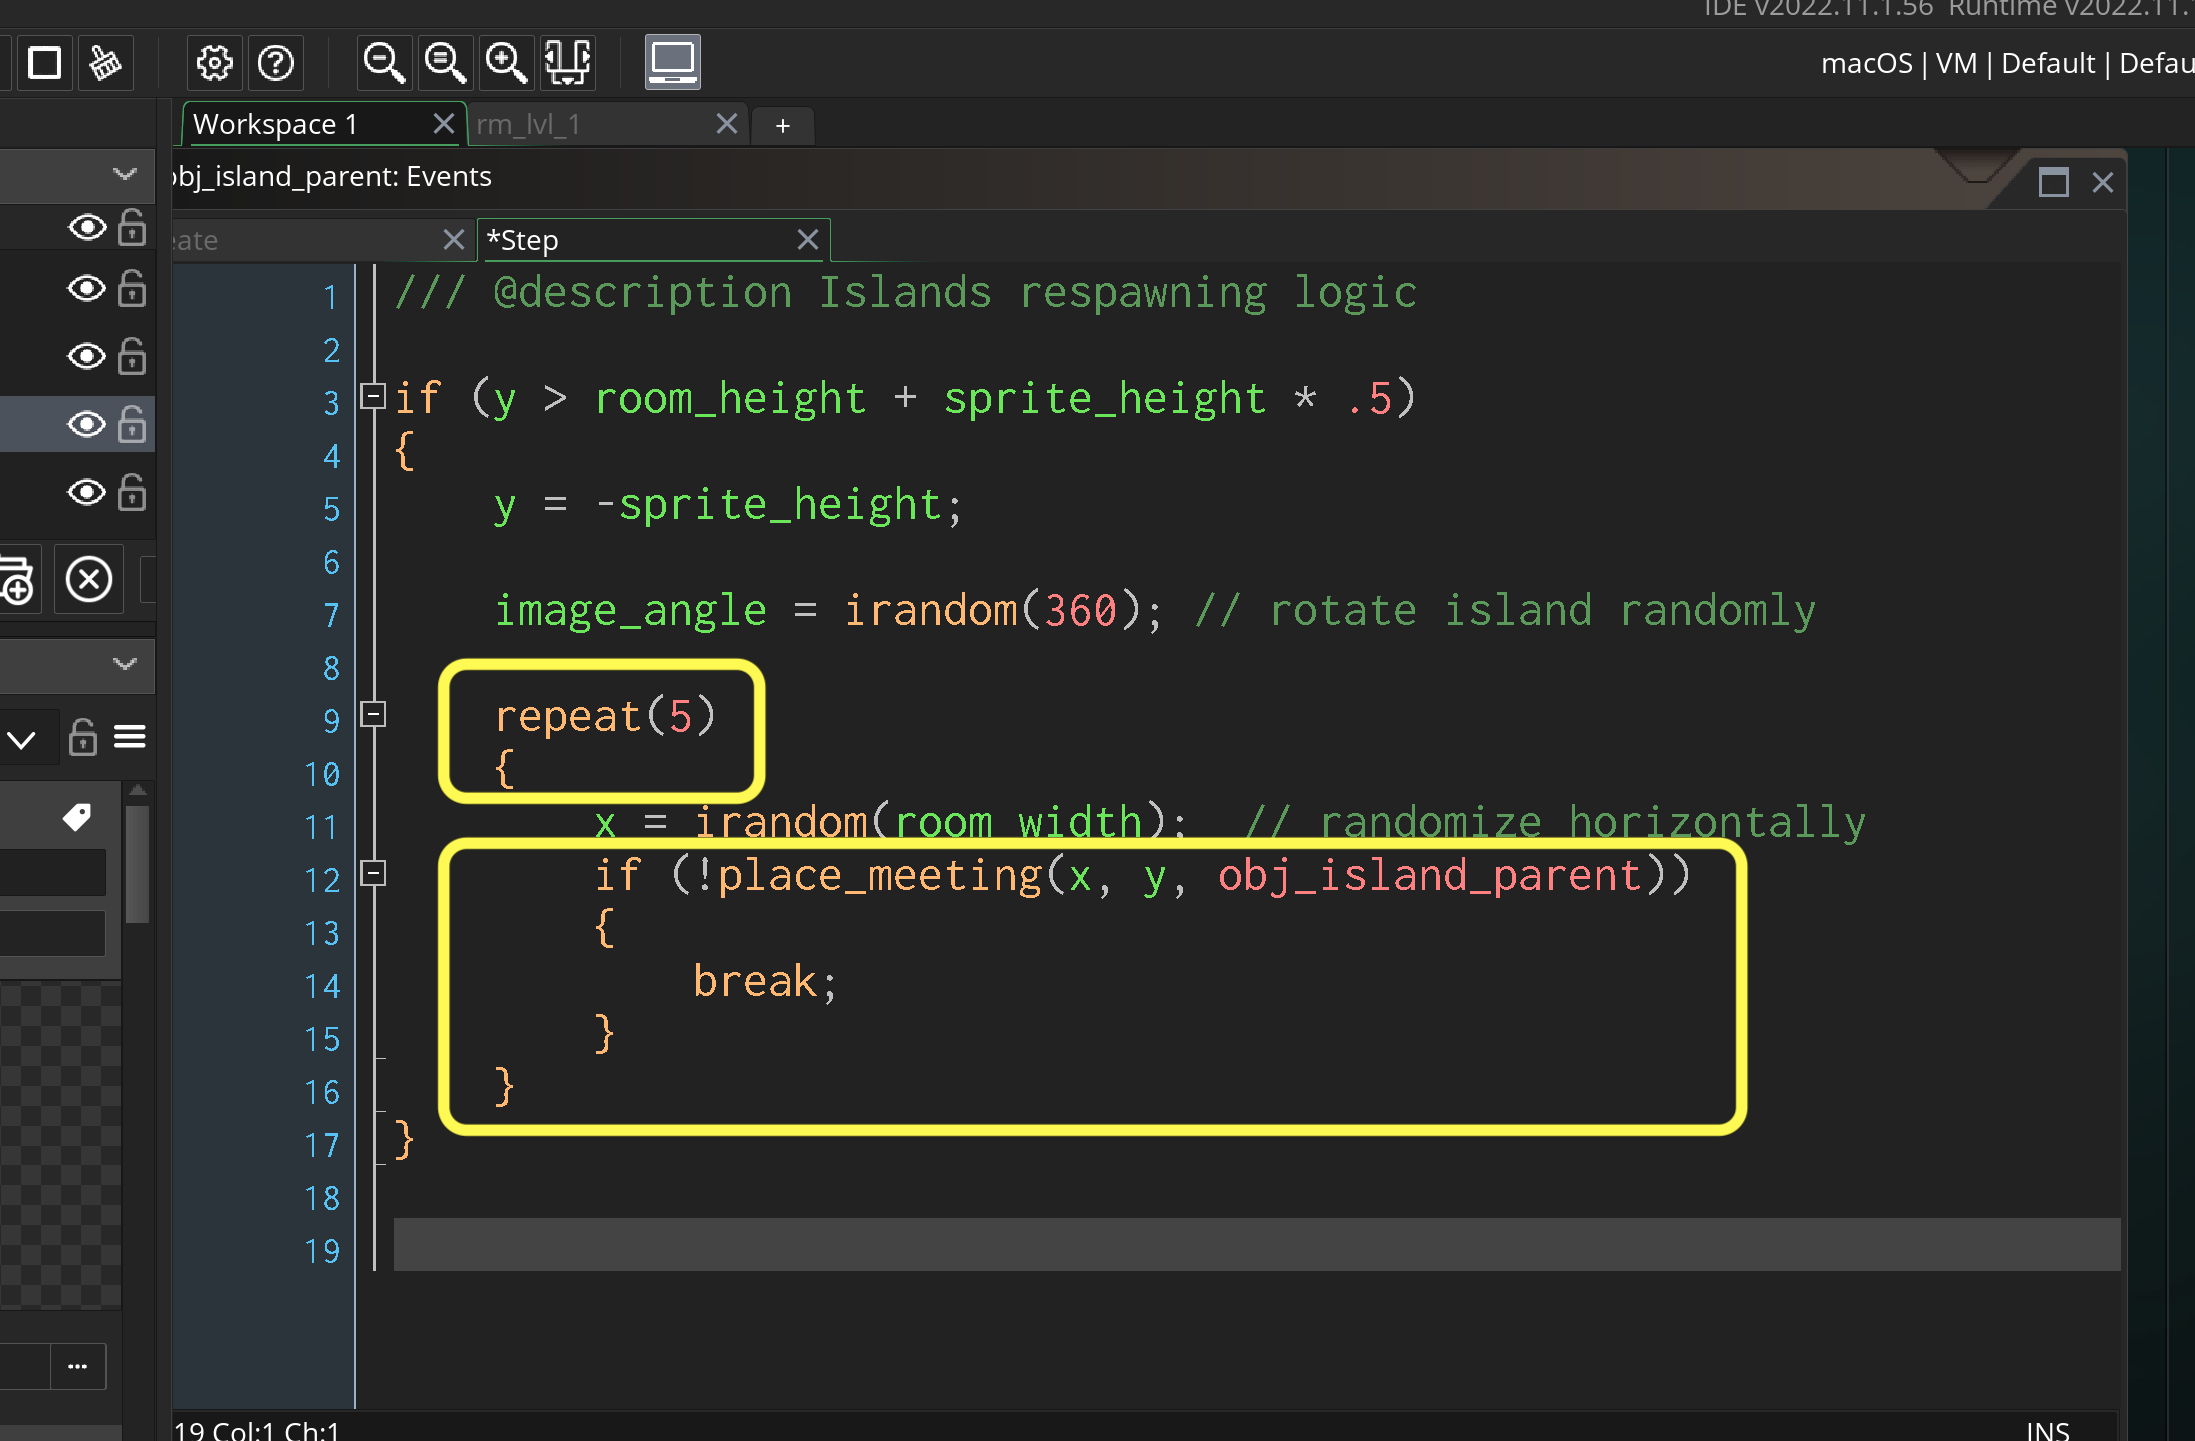 IDE v2022.11.1.56 Runtime v2022.11.
macOS | VM | Default | Defau
Workspace 1
rm_lvl_1
+
obj_island_parent: Events
eate
*Step
1 /// @description Islands respawning logic
2
3 if (y > room_height + sprite_height * .5)
4 {
5 y = -sprite_height;
6
7 image_angle = irandom(360); // rotate island randomly
8
9 repeat(5)
10 {
11 x = irandom(room_width); // randomize horizontally
12 if (!place_meeting(x, y, obj_island_parent))
13 {
14 break;
15 }
16 }
17 }
18
19
19 Col:1 Ch:1
INS